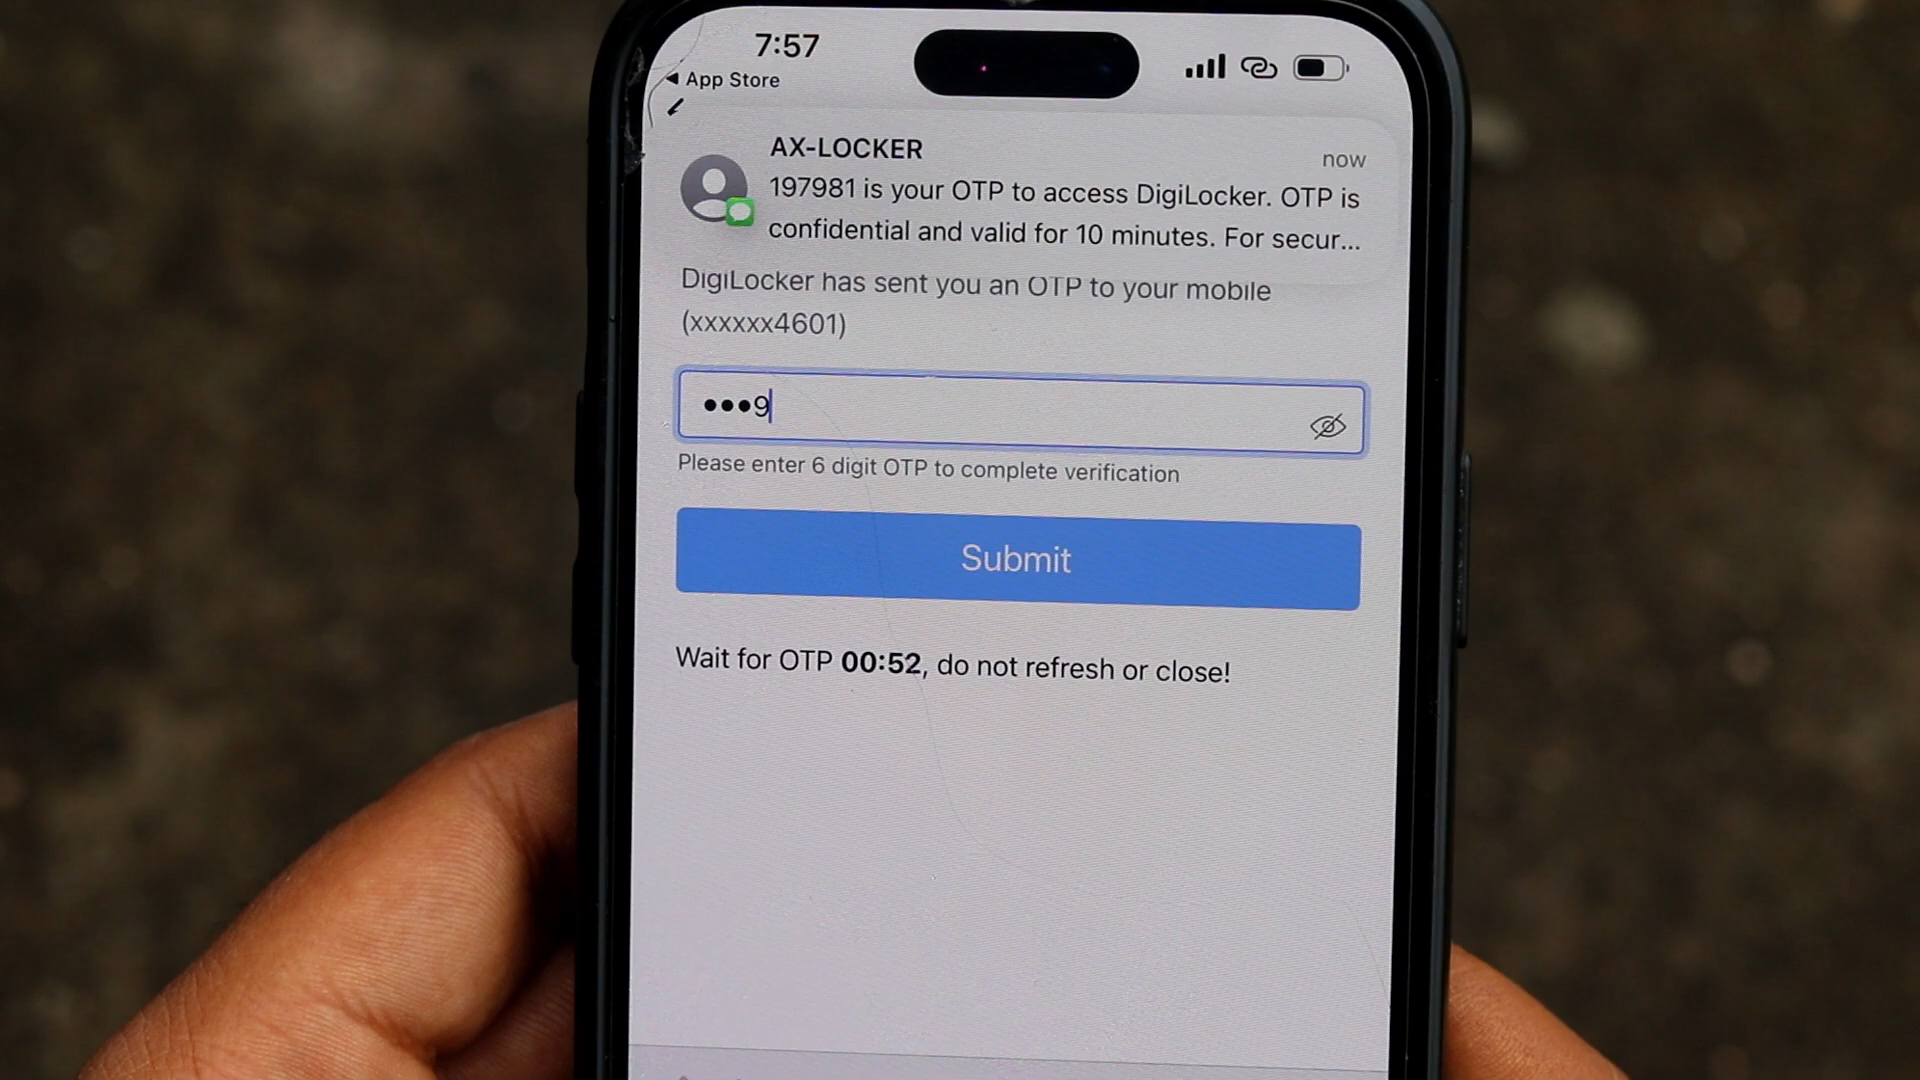 7:57
◀ App Store
AX-LOCKER
now
197981 is your OTP to access DigiLocker. OTP is
confidential and valid for 10 minutes. For secur...
DigiLocker has sent you an OTP to your mobile
(xxxxxx4601)
•••9
Please enter 6 digit OTP to complete verification
Submit
Wait for OTP 00:52, do not refresh or close!